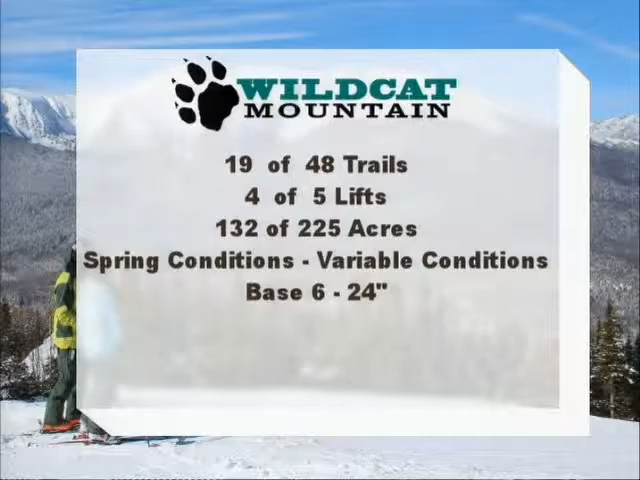 WILDCAT
MOUNTAIN
19 of 48 Trails
4 of 5 Lifts
132 of 225 Acres
Spring Conditions - Variable Conditions
Base 6 - 24"